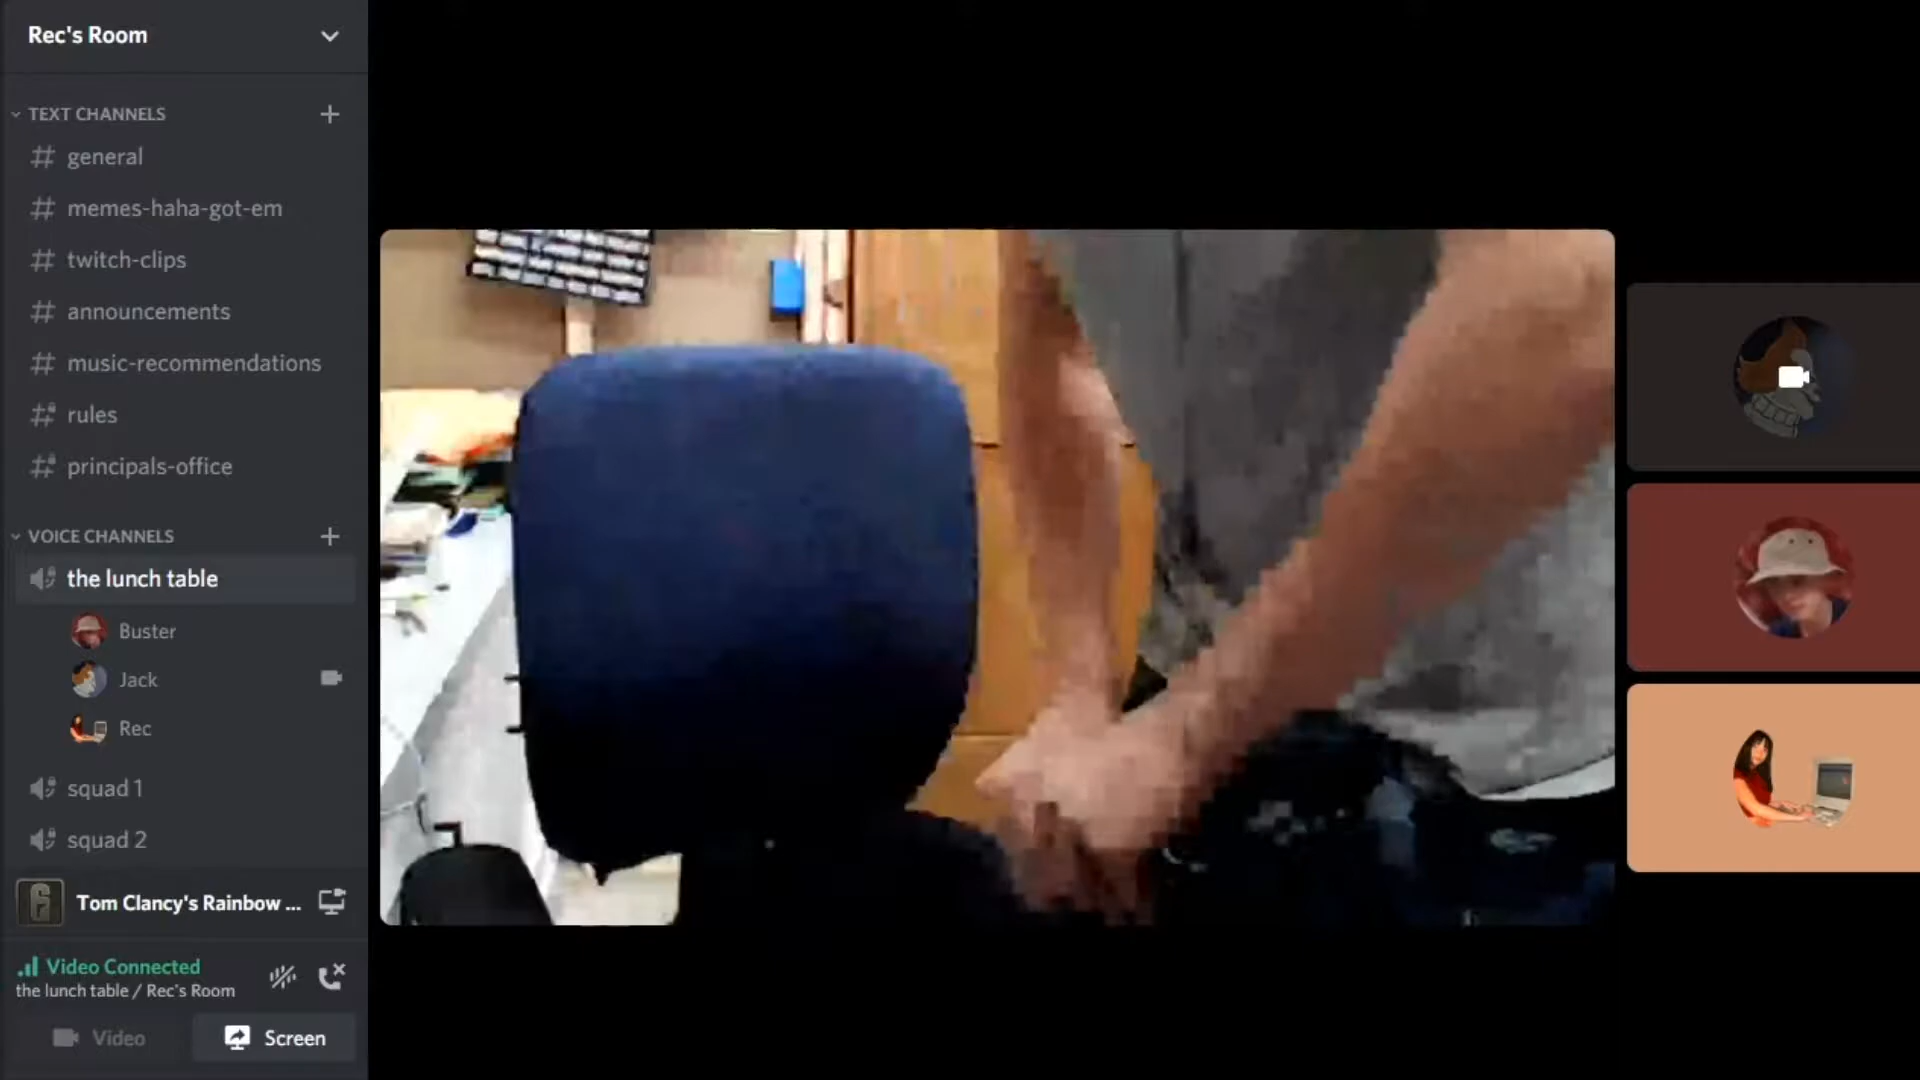 Rec's Room
TEXT CHANNELS
general
memes-haha-got-em
twitch-clips
announcements
music-recommendations
rules
principals-office
VOICE CHANNELS
the lunch table
Buster
Jack
Rec
squad 1
squad 2
Tom Clancy's Rainbow ...
Video Connected
the lunch table / Rec's Room
Video
Screen